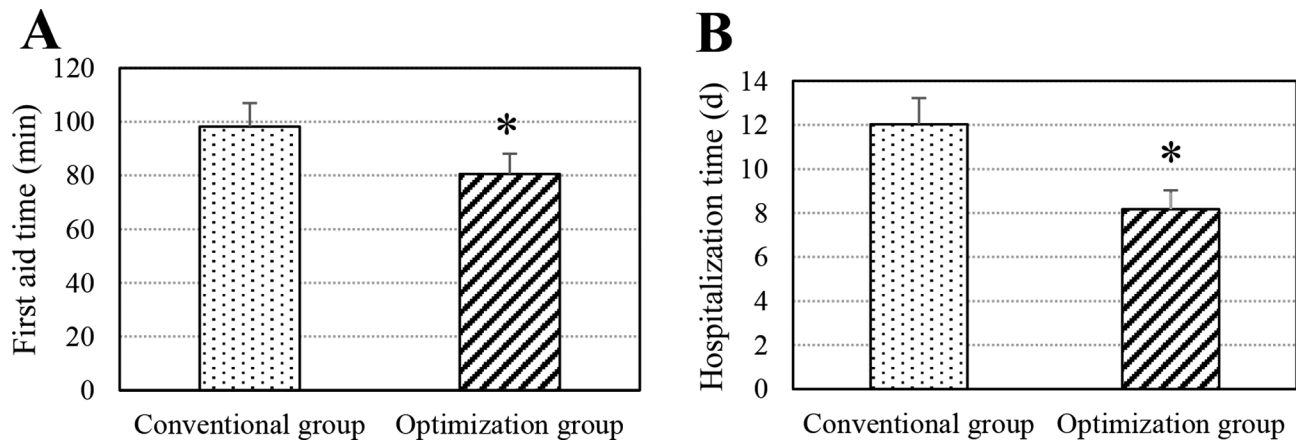 A
First aid time (min)
120
100
80
60
40
20
0
*
Conventional group
Optimization group
B
Hospitalization time (d)
14
12
10
8
6
4
2
0
*
Conventional group
Optimization group